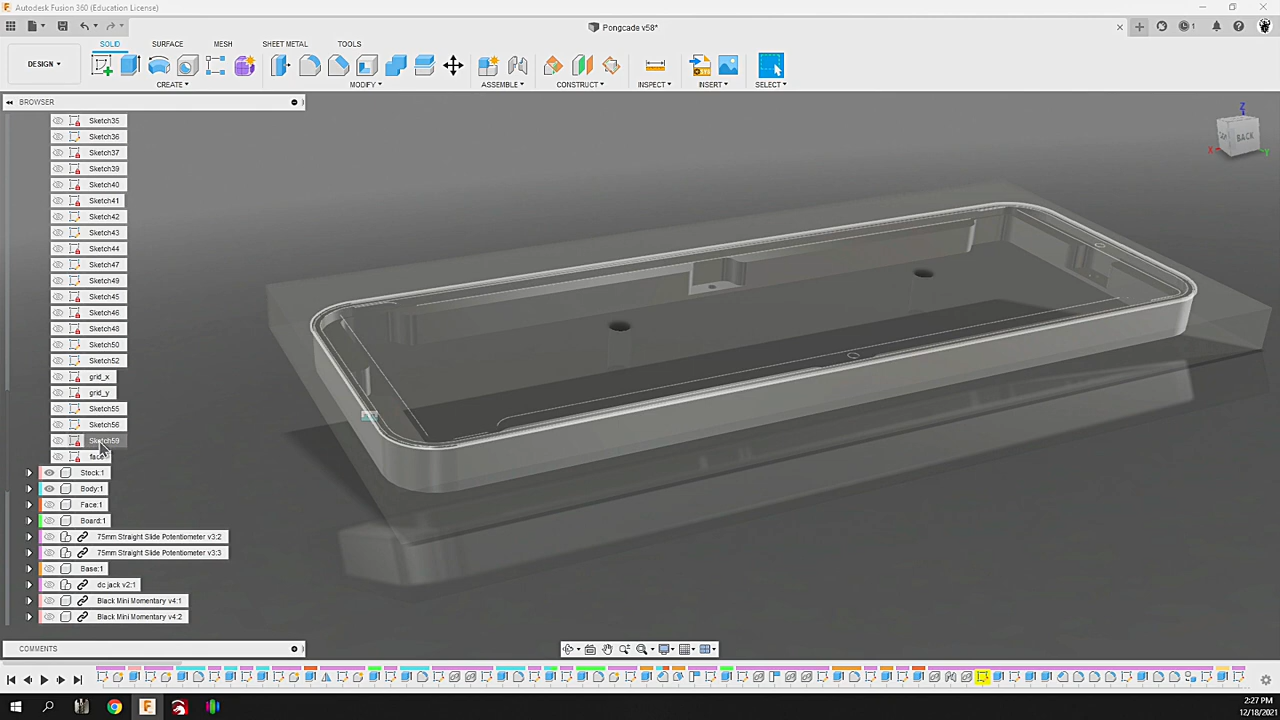 Autodesk Fusion 360 (Education License)
Pongcade v58*
1
SOLID SURFACE MESH SHEET METAL TOOLS
DESIGN
CREATE MODIFY ASSEMBLE CONSTRUCT INSPECT INSERT SELECT
BROWSER
Sketch35
Sketch36
Sketch37
Sketch39
Sketch40
Sketch41
Sketch42
Sketch43
Sketch44
Sketch47
Sketch49
Sketch45
Sketch46
Sketch48
Sketch50
Sketch52
grid_x
grid_y
Sketch55
Sketch56
Sketch59
face
Stock:1
Body:1
Face:1
Board:1
75mm Straight Slide Potentiometer v3:2
75mm Straight Slide Potentiometer v3:3
Base:1
dc jack v2:1
Black Mini Momentary v4:1
Black Mini Momentary v4:2
Z
BACK
X
Y
COMMENTS
2:27 PM
12/18/2021